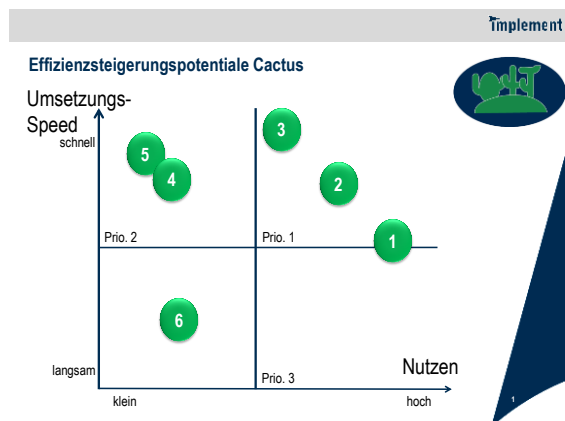 implement
Effizienzsteigerungspotentiale Cactus
Umsetzungs-
Speed
schnell
3
5
4
2
Prio. 2
Prio. 1
1
6
langsam
Nutzen
Prio. 3
klein
hoch
1